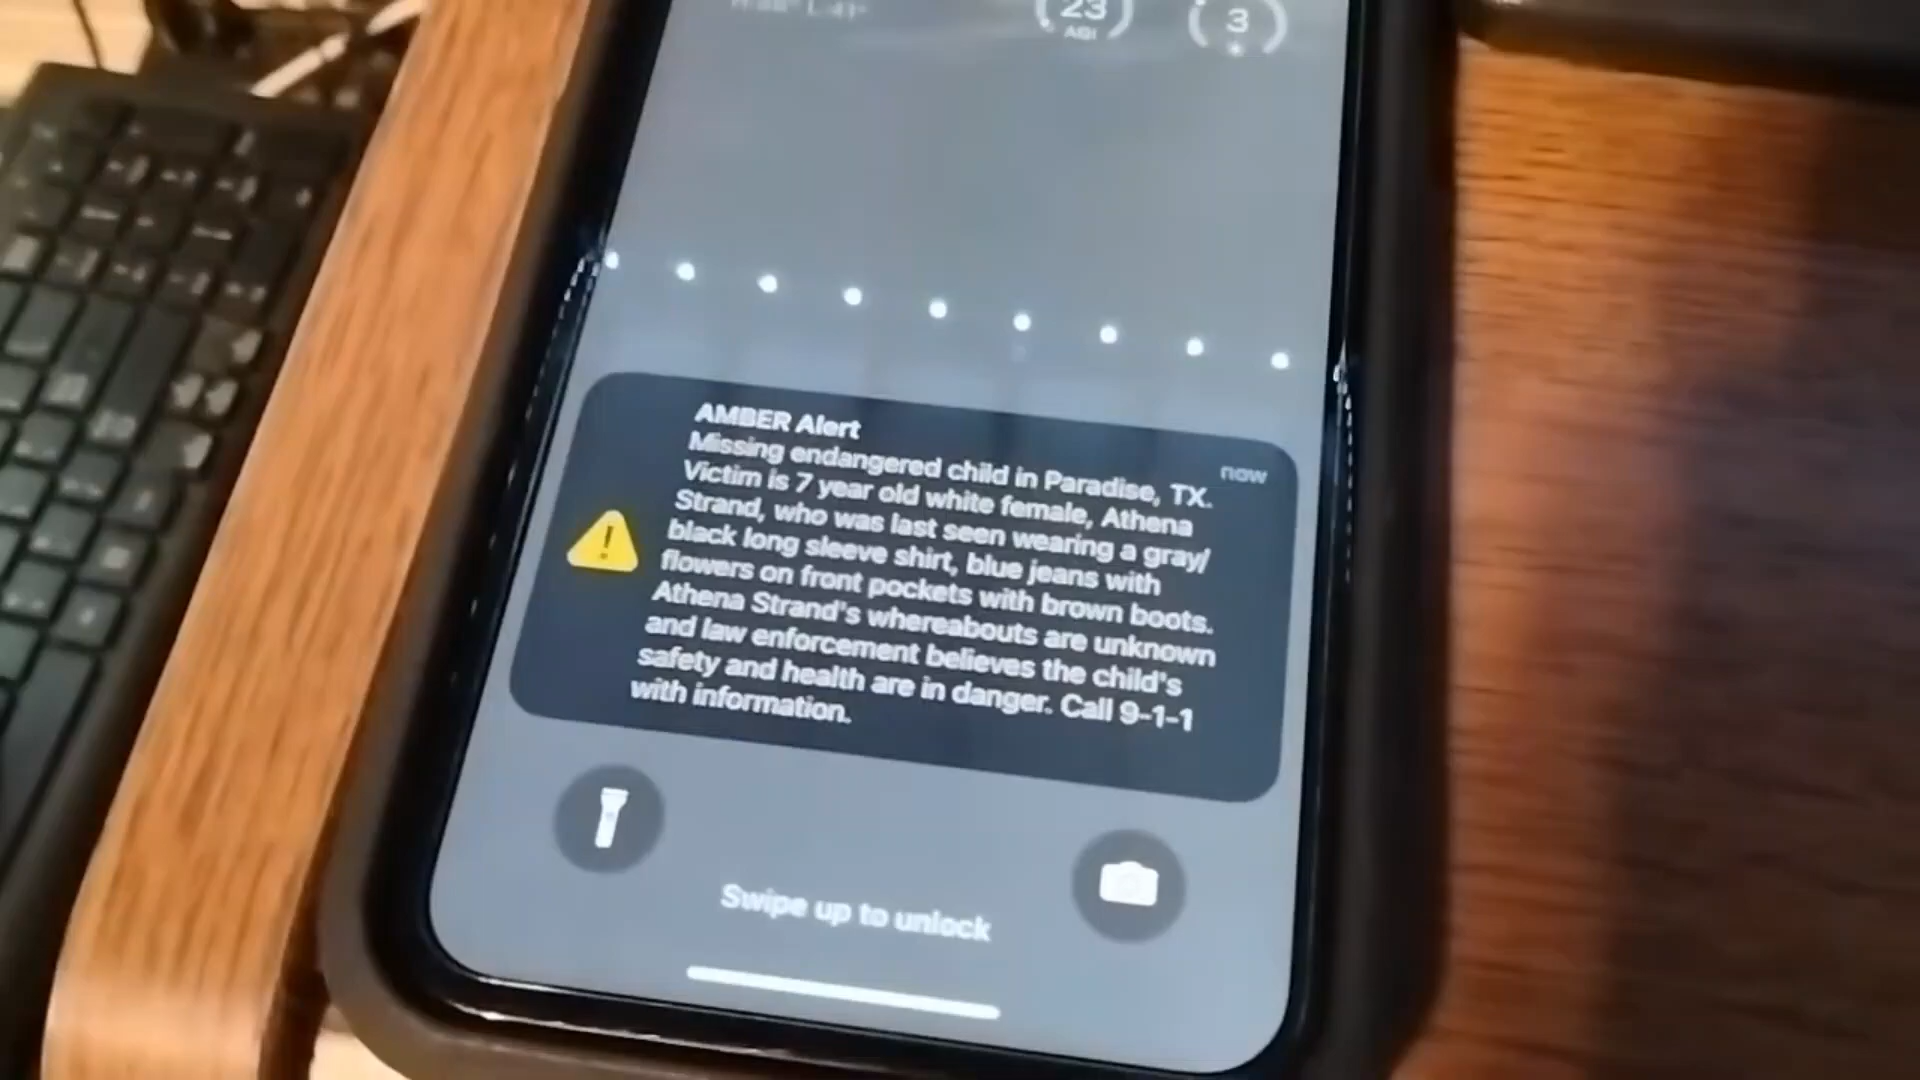 23
AQI
3
AMBER Alert
now
Missing endangered child in Paradise, TX.
Victim is 7 year old white female, Athena
Strand, who was last seen wearing a gray/
black long sleeve shirt, blue jeans with
flowers on front pockets with brown boots.
Athena Strand's whereabouts are unknown
and law enforcement believes the child's
safety and health are in danger. Call 9-1-1
with information.
Swipe up to unlock